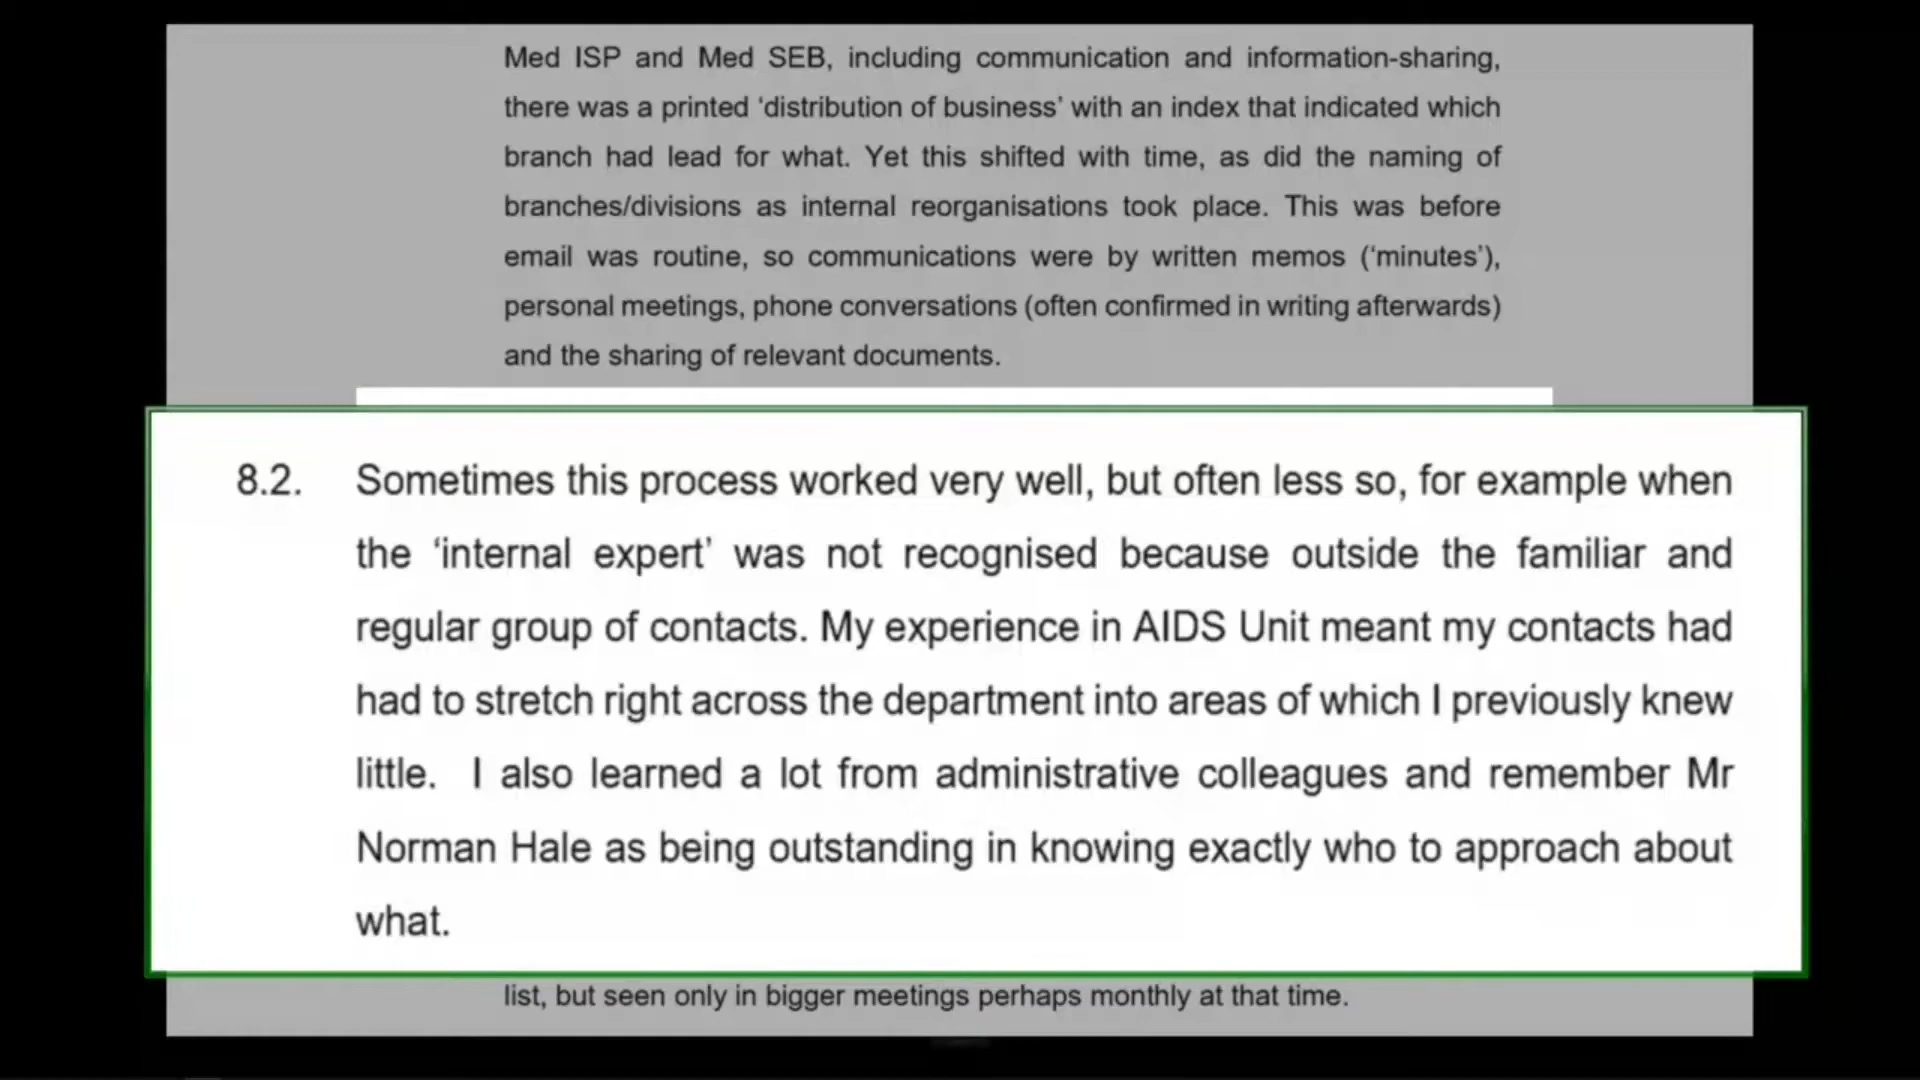 Med ISP and Med SEB, including communication and information-sharing,
there was a printed ‘distribution of business’ with an index that indicated which
branch had lead for what. Yet this shifted with time, as did the naming of
branches/divisions as internal reorganisations took place. This was before
email was routine, so communications were by written memos (‘minutes’),
personal meetings, phone conversations (often confirmed in writing afterwards)
and the sharing of relevant documents.
8.2. Sometimes this process worked very well, but often less so, for example when
the ‘internal expert’ was not recognised because outside the familiar and
regular group of contacts. My experience in AIDS Unit meant my contacts had
had to stretch right across the department into areas of which I previously knew
little. I also learned a lot from administrative colleagues and remember Mr
Norman Hale as being outstanding in knowing exactly who to approach about
what.
list, but seen only in bigger meetings perhaps monthly at that time.